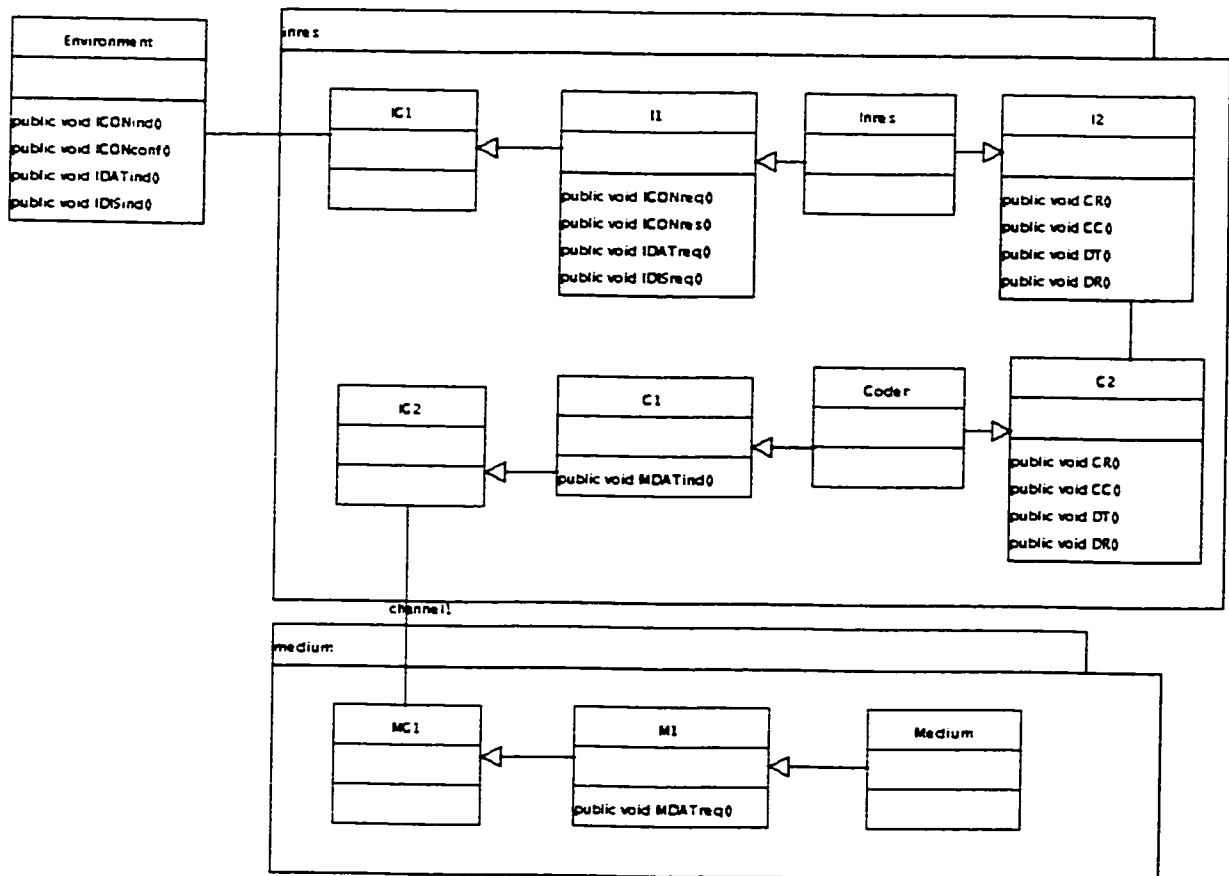 Environment
public void ICONind()
public void ICONconf()
public void IDATind()
public void IDISind()
inres
IC1
I1
public void ICONreq()
public void ICONres()
public void IDATreq()
public void IDISreq()
Inres
I2
public void CR()
public void CC()
public void DT()
public void DR()
IC2
C1
public void MDATind()
Coder
C2
public void CR()
public void CC()
public void DT()
public void DR()
channel1
medium
MC1
M1
public void MDATreq()
Medium